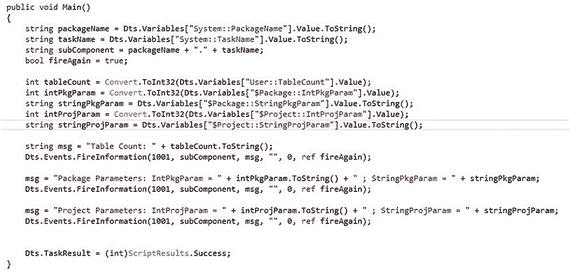 public void Main()
{
string packageName = Dts.Variables["System::PackageName"].Value.ToString();
string taskName = Dts.Variables["System::TaskName"].Value.ToString();
string subComponent = packageName + "." + taskName;
bool fireAgain = true;
int tableCount = Convert.ToInt32(Dts.Variables["User::TableCount"].Value);
int intPkgParam = Convert.ToInt32(Dts.Variables["$Package::IntPkgParam"].Value);
string stringPkgParam = Dts.Variables["$Package::StringPkgParam"].Value.ToString();
int intProjParam = Convert.ToInt32(Dts.Variables["$Project::IntProjParam"].Value);
string stringProjParam = Dts.Variables["$Project::StringProjParam"].Value.ToString();
string msg = "Table Count: " + tableCount.ToString();
Dts.Events.FireInformation(1001, subComponent, msg, "", 0, ref fireAgain);
msg = "Package Parameters: IntPkgParam = " + intPkgParam.ToString() + " ; StringPkgParam = " + stringPkgParam;
Dts.Events.FireInformation(1001, subComponent, msg, "", 0, ref fireAgain);
msg = "Project Parameters: IntProjParam = " + intProjParam.ToString() + " ; StringProjParam = " + stringProjParam;
Dts.Events.FireInformation(1001, subComponent, msg, "", 0, ref fireAgain);
Dts.TaskResult = (int)ScriptResults.Success;
}